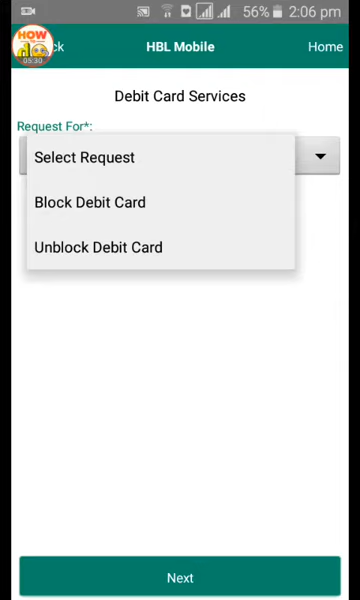 56% 2:06 pm
HOW
05:30
ck HBL Mobile Home
Debit Card Services
Request For*:
Select Request
Block Debit Card
Unblock Debit Card
Next